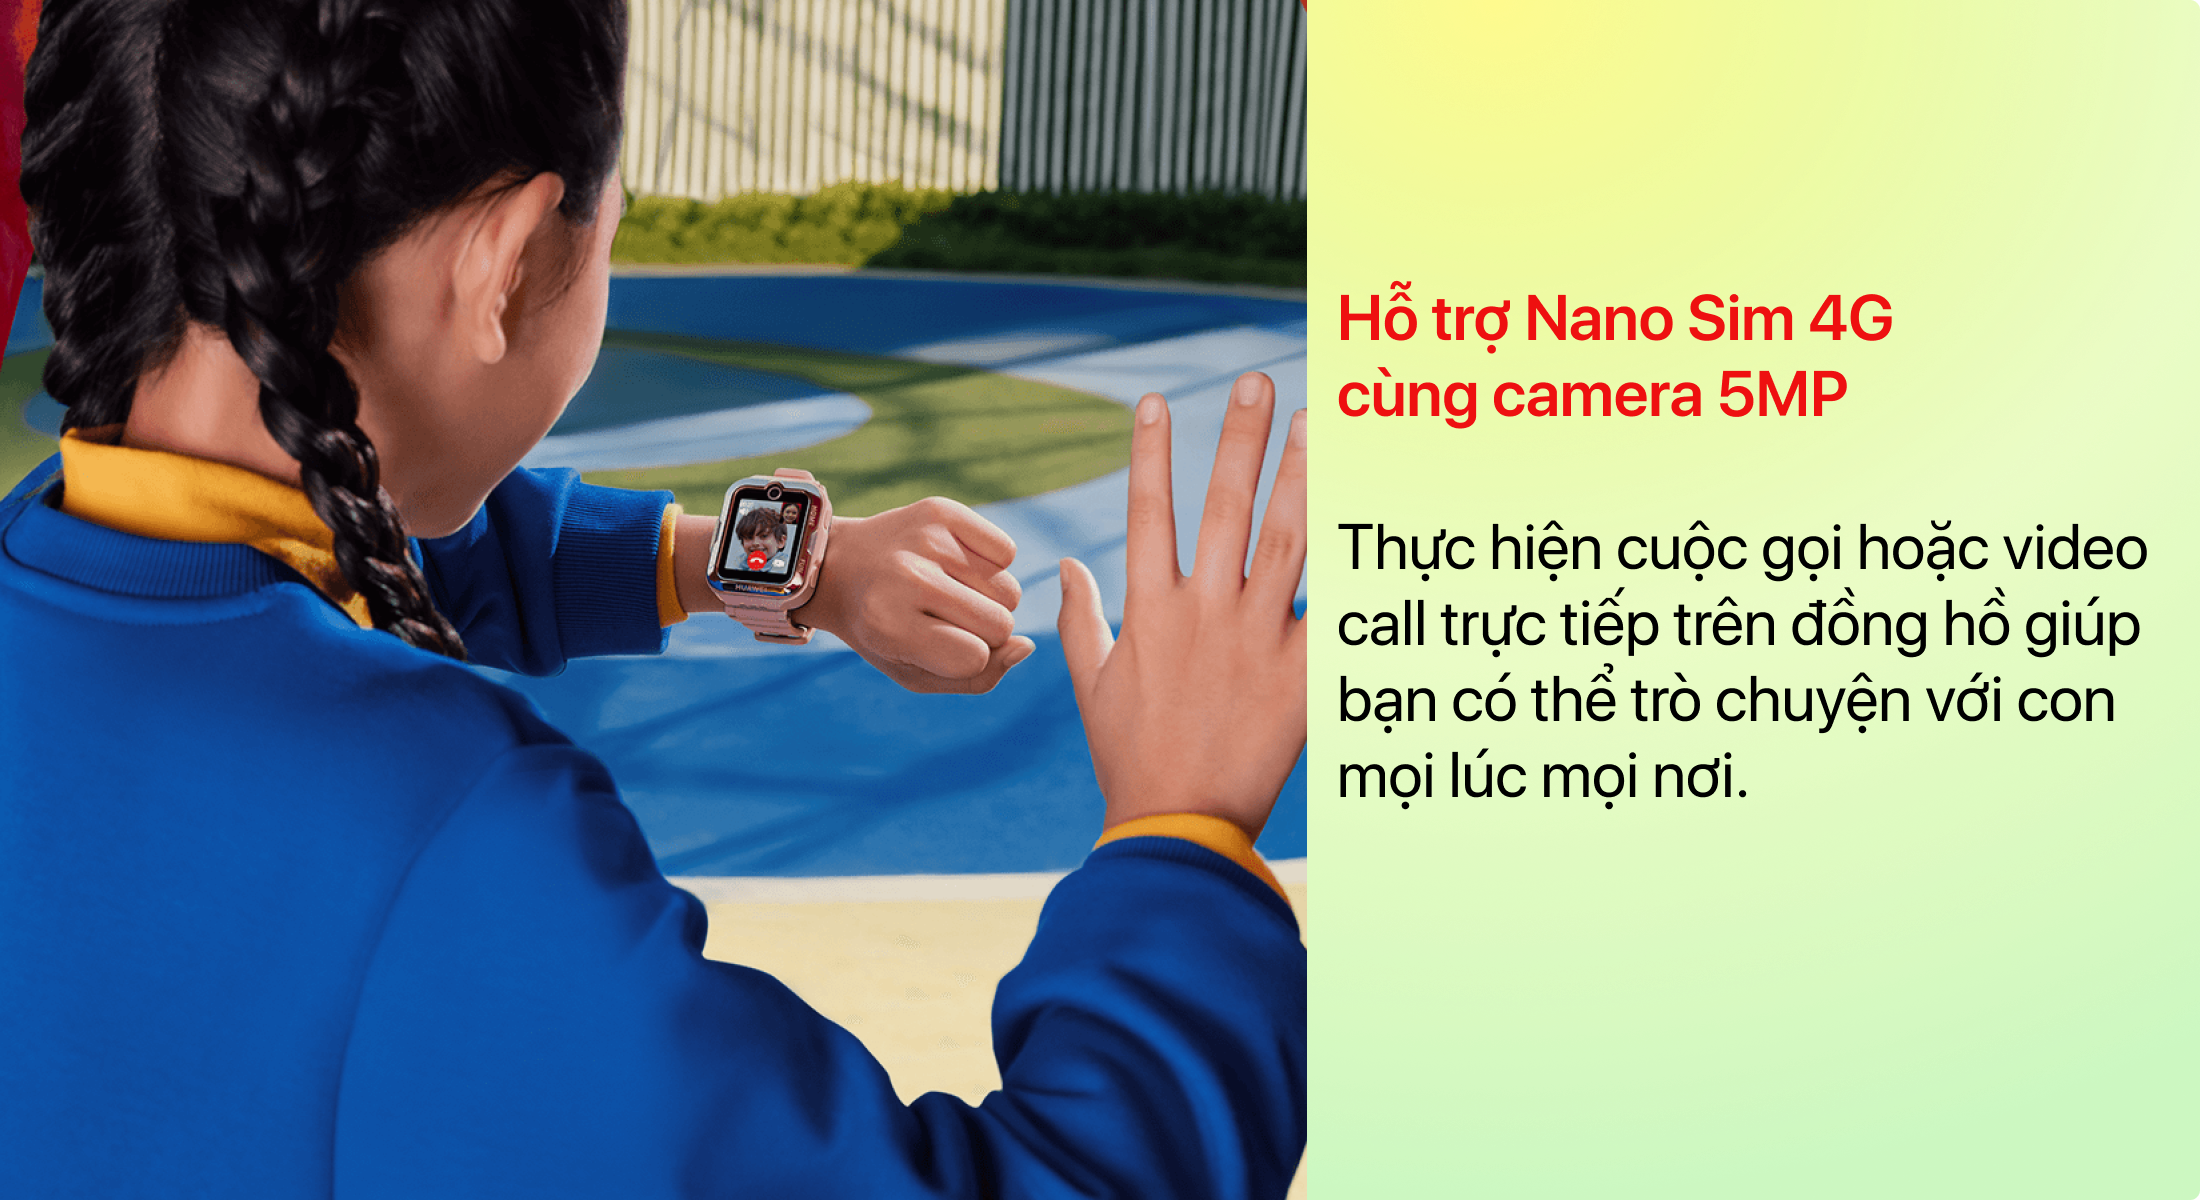 Hỗ trợ Nano Sim 4G
cùng camera 5MP
Thực hiện cuộc gọi hoặc video
call trực tiếp trên đồng hồ giúp
bạn có thể trò chuyện với con
mọi lúc mọi nơi.
HUAWEI